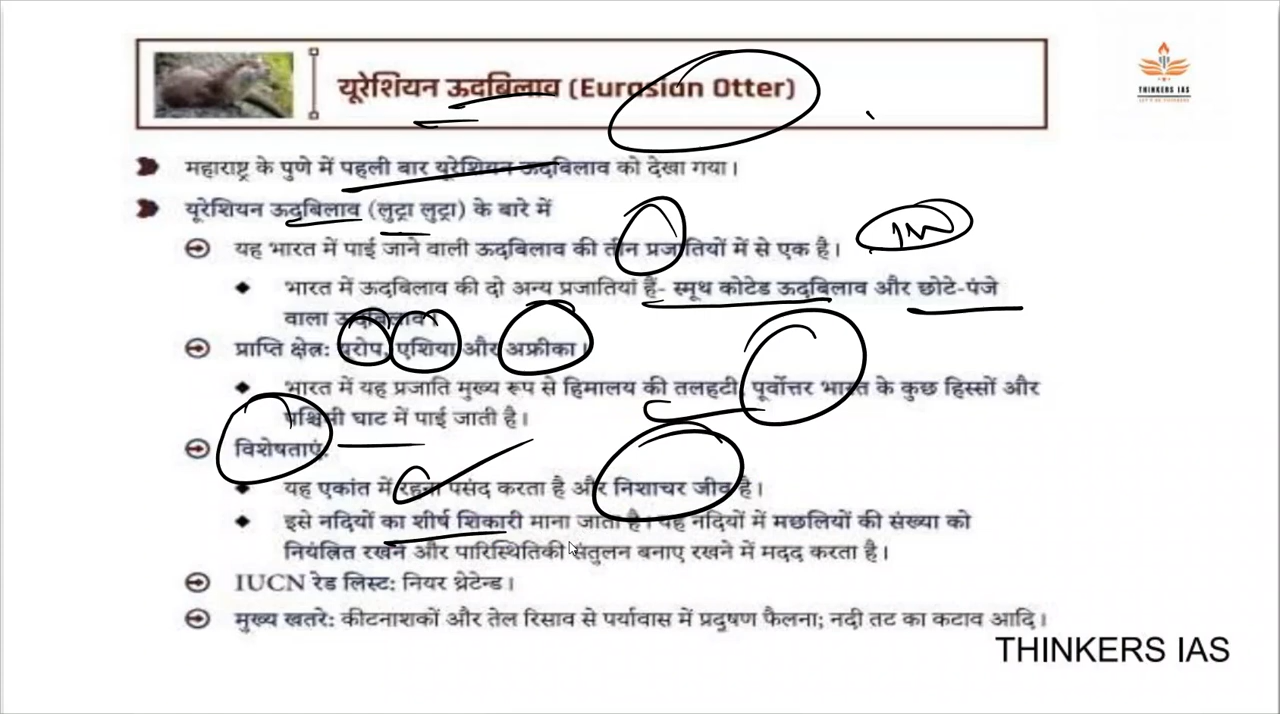 यूरेशियन ऊदबिलाव (Eurasian Otter)
THINKERS IAS
महाराष्ट्र के पुणे में पहली बार यूरेशियन ऊदबिलाव को देखा गया।
यूरेशियन ऊदबिलाव (लुट्रा लुट्रा) के बारे में
यह भारत में पाई जाने वाली ऊदबिलाव की तीन प्रजातियों में से एक है।
भारत में ऊदबिलाव की दो अन्य प्रजातियां हैं- स्मूथ कोटेड ऊदबिलाव और छोटे-पंजे
वाला ऊदबिलाव।
प्राप्ति क्षेत्र: यूरोप, एशिया और अफ्रीका।
भारत में यह प्रजाति मुख्य रूप से हिमालय की तलहटी, पूर्वोत्तर भारत के कुछ हिस्सों और
पश्चिमी घाट में पाई जाती है।
विशेषताएं:
यह एकांत में रहना पसंद करता है और निशाचर जीव है।
इसे नदियों का शीर्ष शिकारी माना जाता है। यह नदियों में मछलियों की संख्या को
नियंत्रित रखने और पारिस्थितिकी संतुलन बनाए रखने में मदद करता है।
IUCN रेड लिस्ट: नियर थ्रेटेन्ड।
मुख्य खतरे: कीटनाशकों और तेल रिसाव से पर्यावास में प्रदूषण फैलना; नदी तट का कटाव आदि।
THINKERS IAS